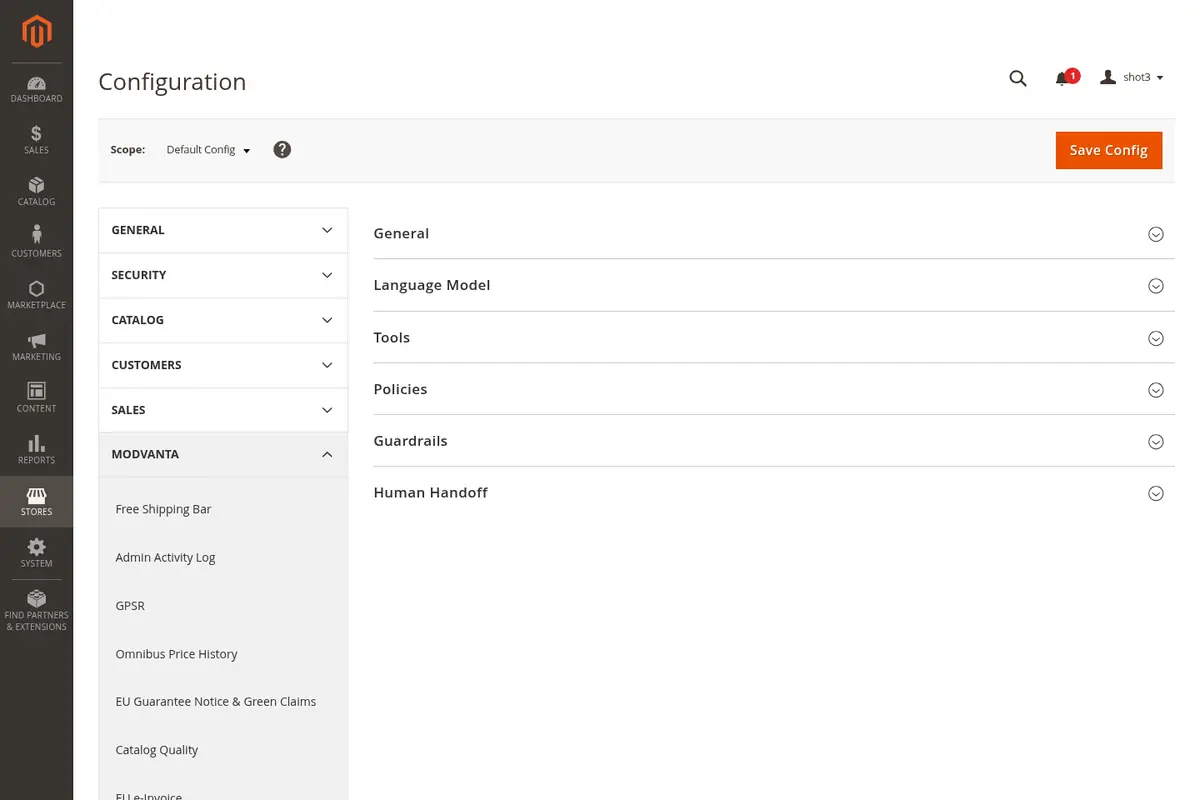 DASHBOARD
SALES
CATALOG
CUSTOMERS
MARKETPLACE
MARKETING
CONTENT
REPORTS
STORES
SYSTEM
FIND PARTNERS
& EXTENSIONS
Configuration
1
shot3
Scope:
Default Config
?
Save Config
GENERAL
SECURITY
CATALOG
CUSTOMERS
SALES
MODVANTA
Free Shipping Bar
Admin Activity Log
GPSR
Omnibus Price History
EU Guarantee Notice & Green Claims
Catalog Quality
EU e-Invoice
General
Language Model
Tools
Policies
Guardrails
Human Handoff